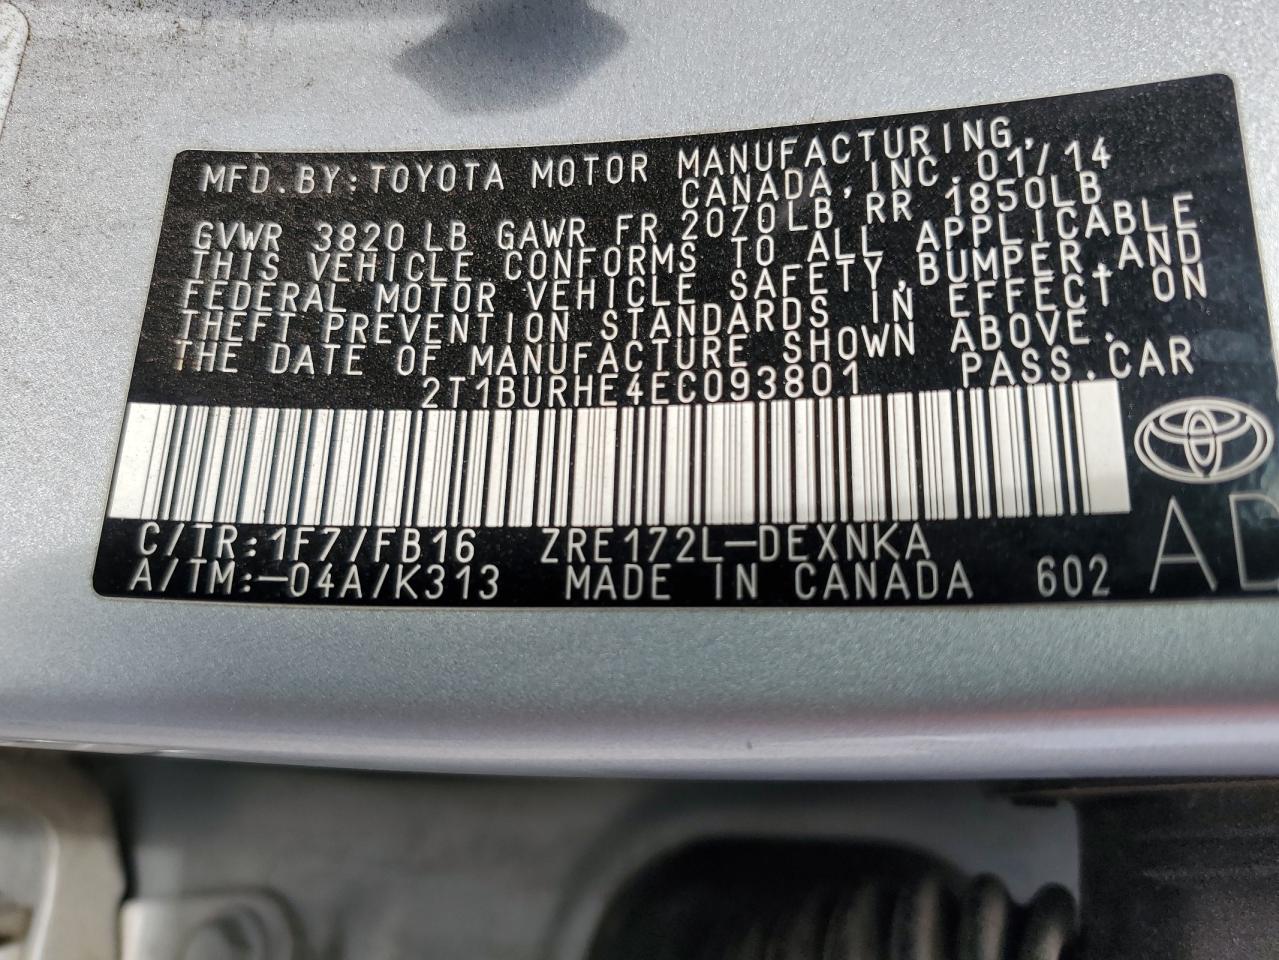 MFD.BY:TOYOTA MOTOR MANUFACTURING,
CANADA, INC. 01/14
GVWR 3820 LB GAWR FR 2070LB RR 1850LB
THIS VEHICLE CONFORMS TO ALL APPLICABLE
FEDERAL MOTOR VEHICLE SAFETY, BUMPER, AND
THEFT PREVENTION STANDARDS IN EFFECT ON
THE DATE OF MANUFACTURE SHOWN ABOVE.
2T1BURHE4EC093801 PASS.CAR
C/TR:1F7/FB16 ZRE172L-DEXNKA
A/TM:-04A/K313 MADE IN CANADA 602